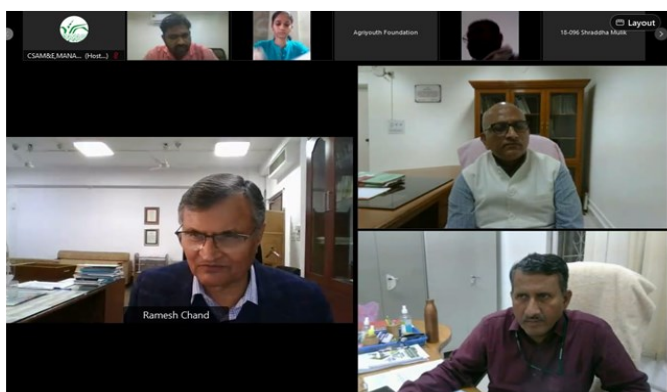 Layout
CSAM&E,MANA... (Host...)
Agriyouth Foundation
18-096 Shraddha Mulik
Ramesh Chand